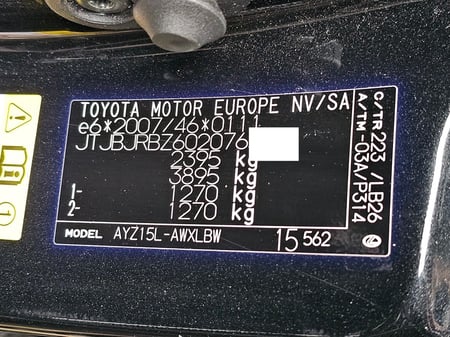 TOYOTA MOTOR EUROPE NV/SA
e6*2007/46*0111
JTJBJRBZ602076
2395 kg
3895 kg
1- 1270 kg
2- 1270 kg
MODEL AYZ15L-AWXLBW 15 562
C/TR-223 /LB26
A/TM-03A/P314